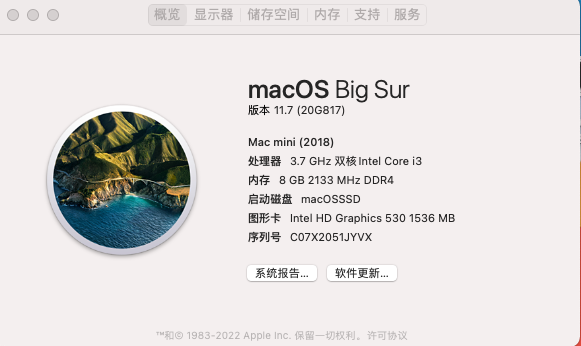 概览 显示器 储存空间 内存 支持 服务
macOS Big Sur
版本 11.7 (20G817)
Mac mini (2018)
处理器 3.7 GHz 双核Intel Core i3
内存 8 GB 2133 MHz DDR4
启动磁盘 macOSSSD
图形卡 Intel HD Graphics 530 1536 MB
序列号 C07X2051JYVX
系统报告... 软件更新...
™和© 1983-2022 Apple Inc. 保留一切权利。许可协议